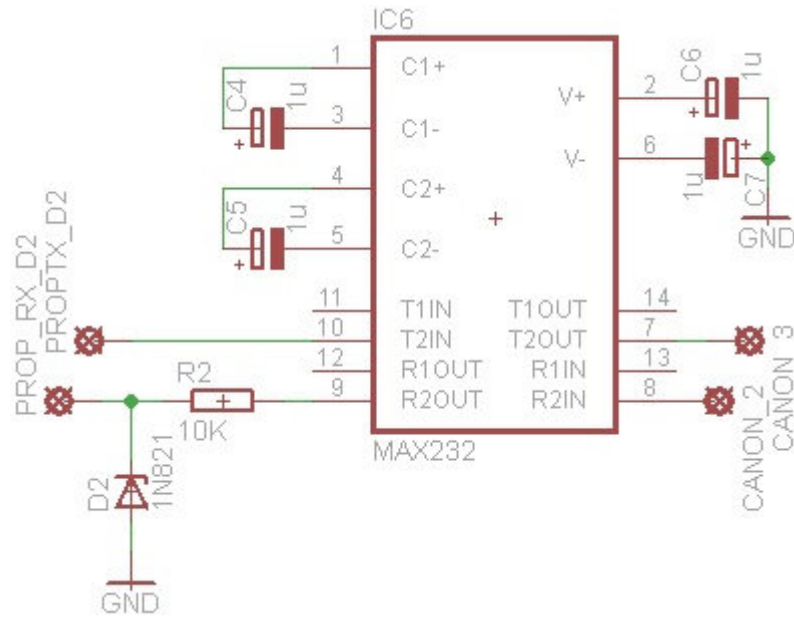 IC6
1
C1+
C4
1u
3
C1-
+
4
C2+
C5
1u
5
C2-
+
V+
2
C6
1u
+
V-
6
1u
C7
+
GND
11
T1IN
T1OUT
14
10
T2IN
T2OUT
7
12
R1OUT
R1IN
13
9
R2OUT
R2IN
8
PROP_RX_D2
PROPTX_D2
R2
10K
MAX232
CANON_2
CANON_3
D2
1N821
GND